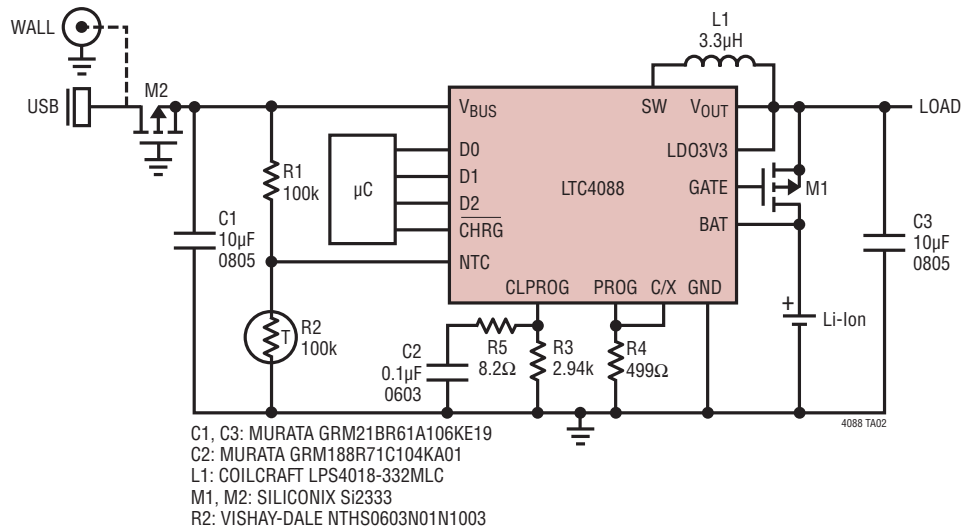 WALL
USB
M2
L1
3.3µH
VBUS
SW
VOUT
LOAD
D0
D1
D2
CHRG
NTC
LDO3V3
GATE
BAT
LTC4088
µC
M1
R1
100k
C1
10µF
0805
C3
10µF
0805
CLPROG
PROG
C/X
GND
T
R2
100k
C2
0.1µF
0603
R5
8.2Ω
R3
2.94k
R4
499Ω
+
Li-Ion
4088 TA02
C1, C3: MURATA GRM21BR61A106KE19
C2: MURATA GRM188R71C104KA01
L1: COILCRAFT LPS4018-332MLC
M1, M2: SILICONIX Si2333
R2: VISHAY-DALE NTHS0603N01N1003